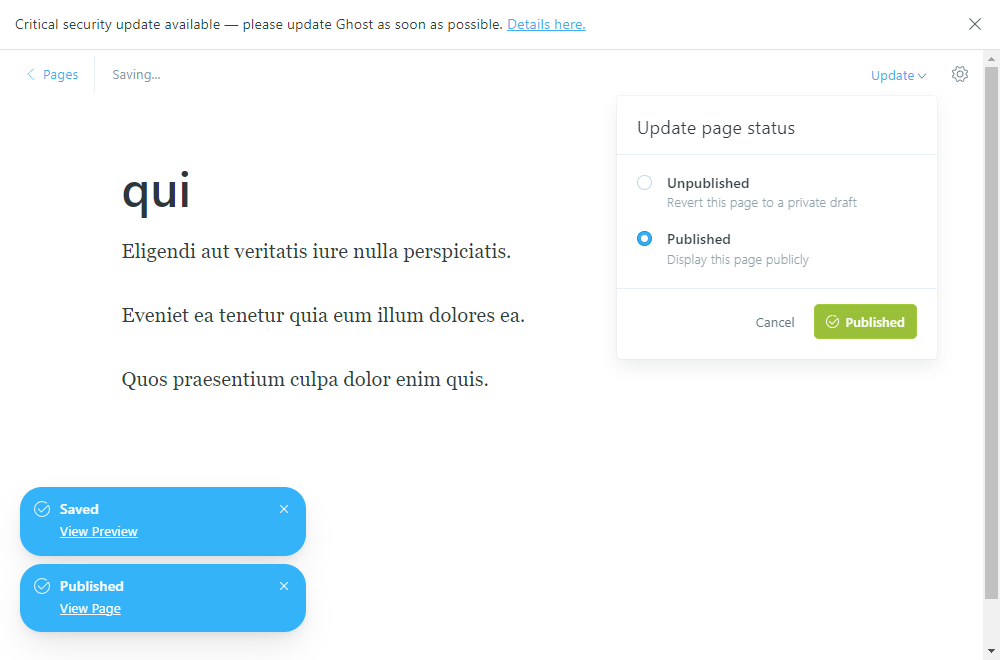 Critical security update available — please update Ghost as soon as possible. Details here.
Pages
Saving...
Update
Update page status
Unpublished
Revert this page to a private draft
Published
Display this page publicly
Cancel
Published
qui
Eligendi aut veritatis iure nulla perspiciatis.
Eveniet ea tenetur quia eum illum dolores ea.
Quos praesentium culpa dolor enim quis.
Saved
View Preview
Published
View Page